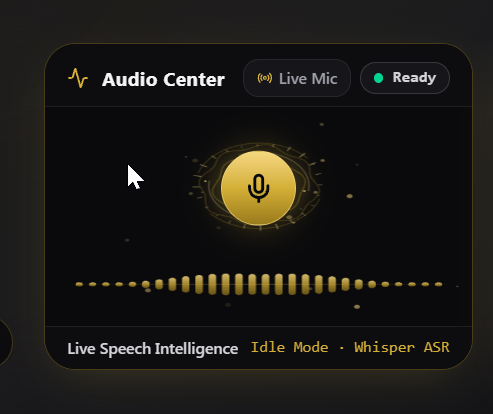 Audio Center
Live Mic
Ready
Live Speech Intelligence
Idle Mode · Whisper ASR